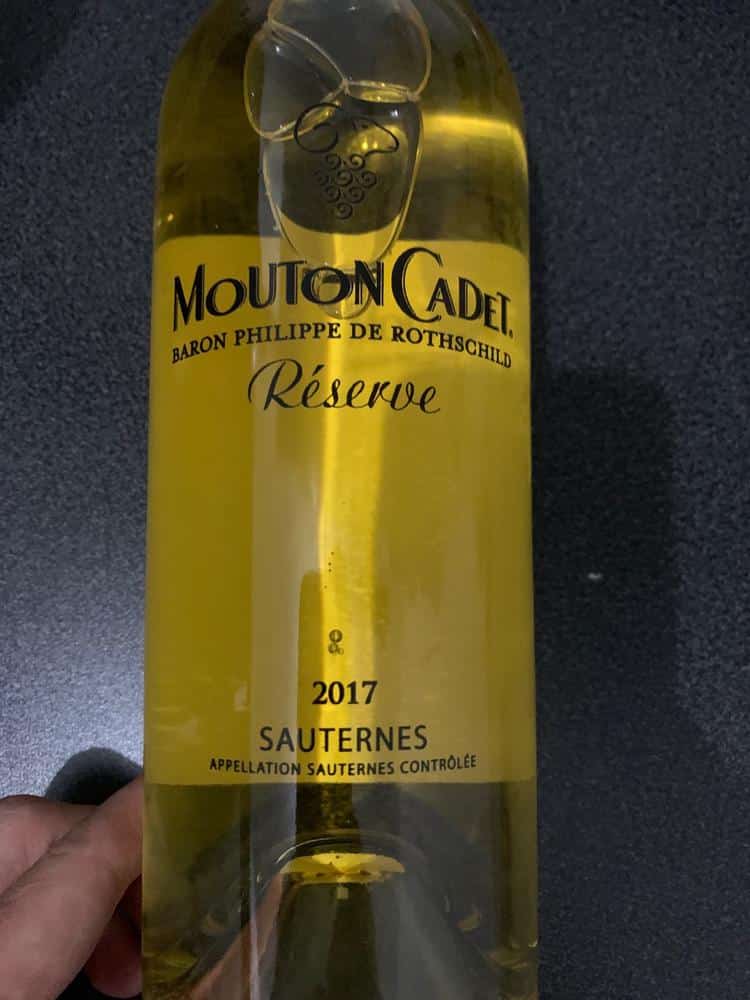 MOUTON CADET.
BARON PHILIPPE DE ROTHSCHILD
Réserve
2017
SAUTERNES
APPELLATION SAUTERNES CONTRÔLÉE